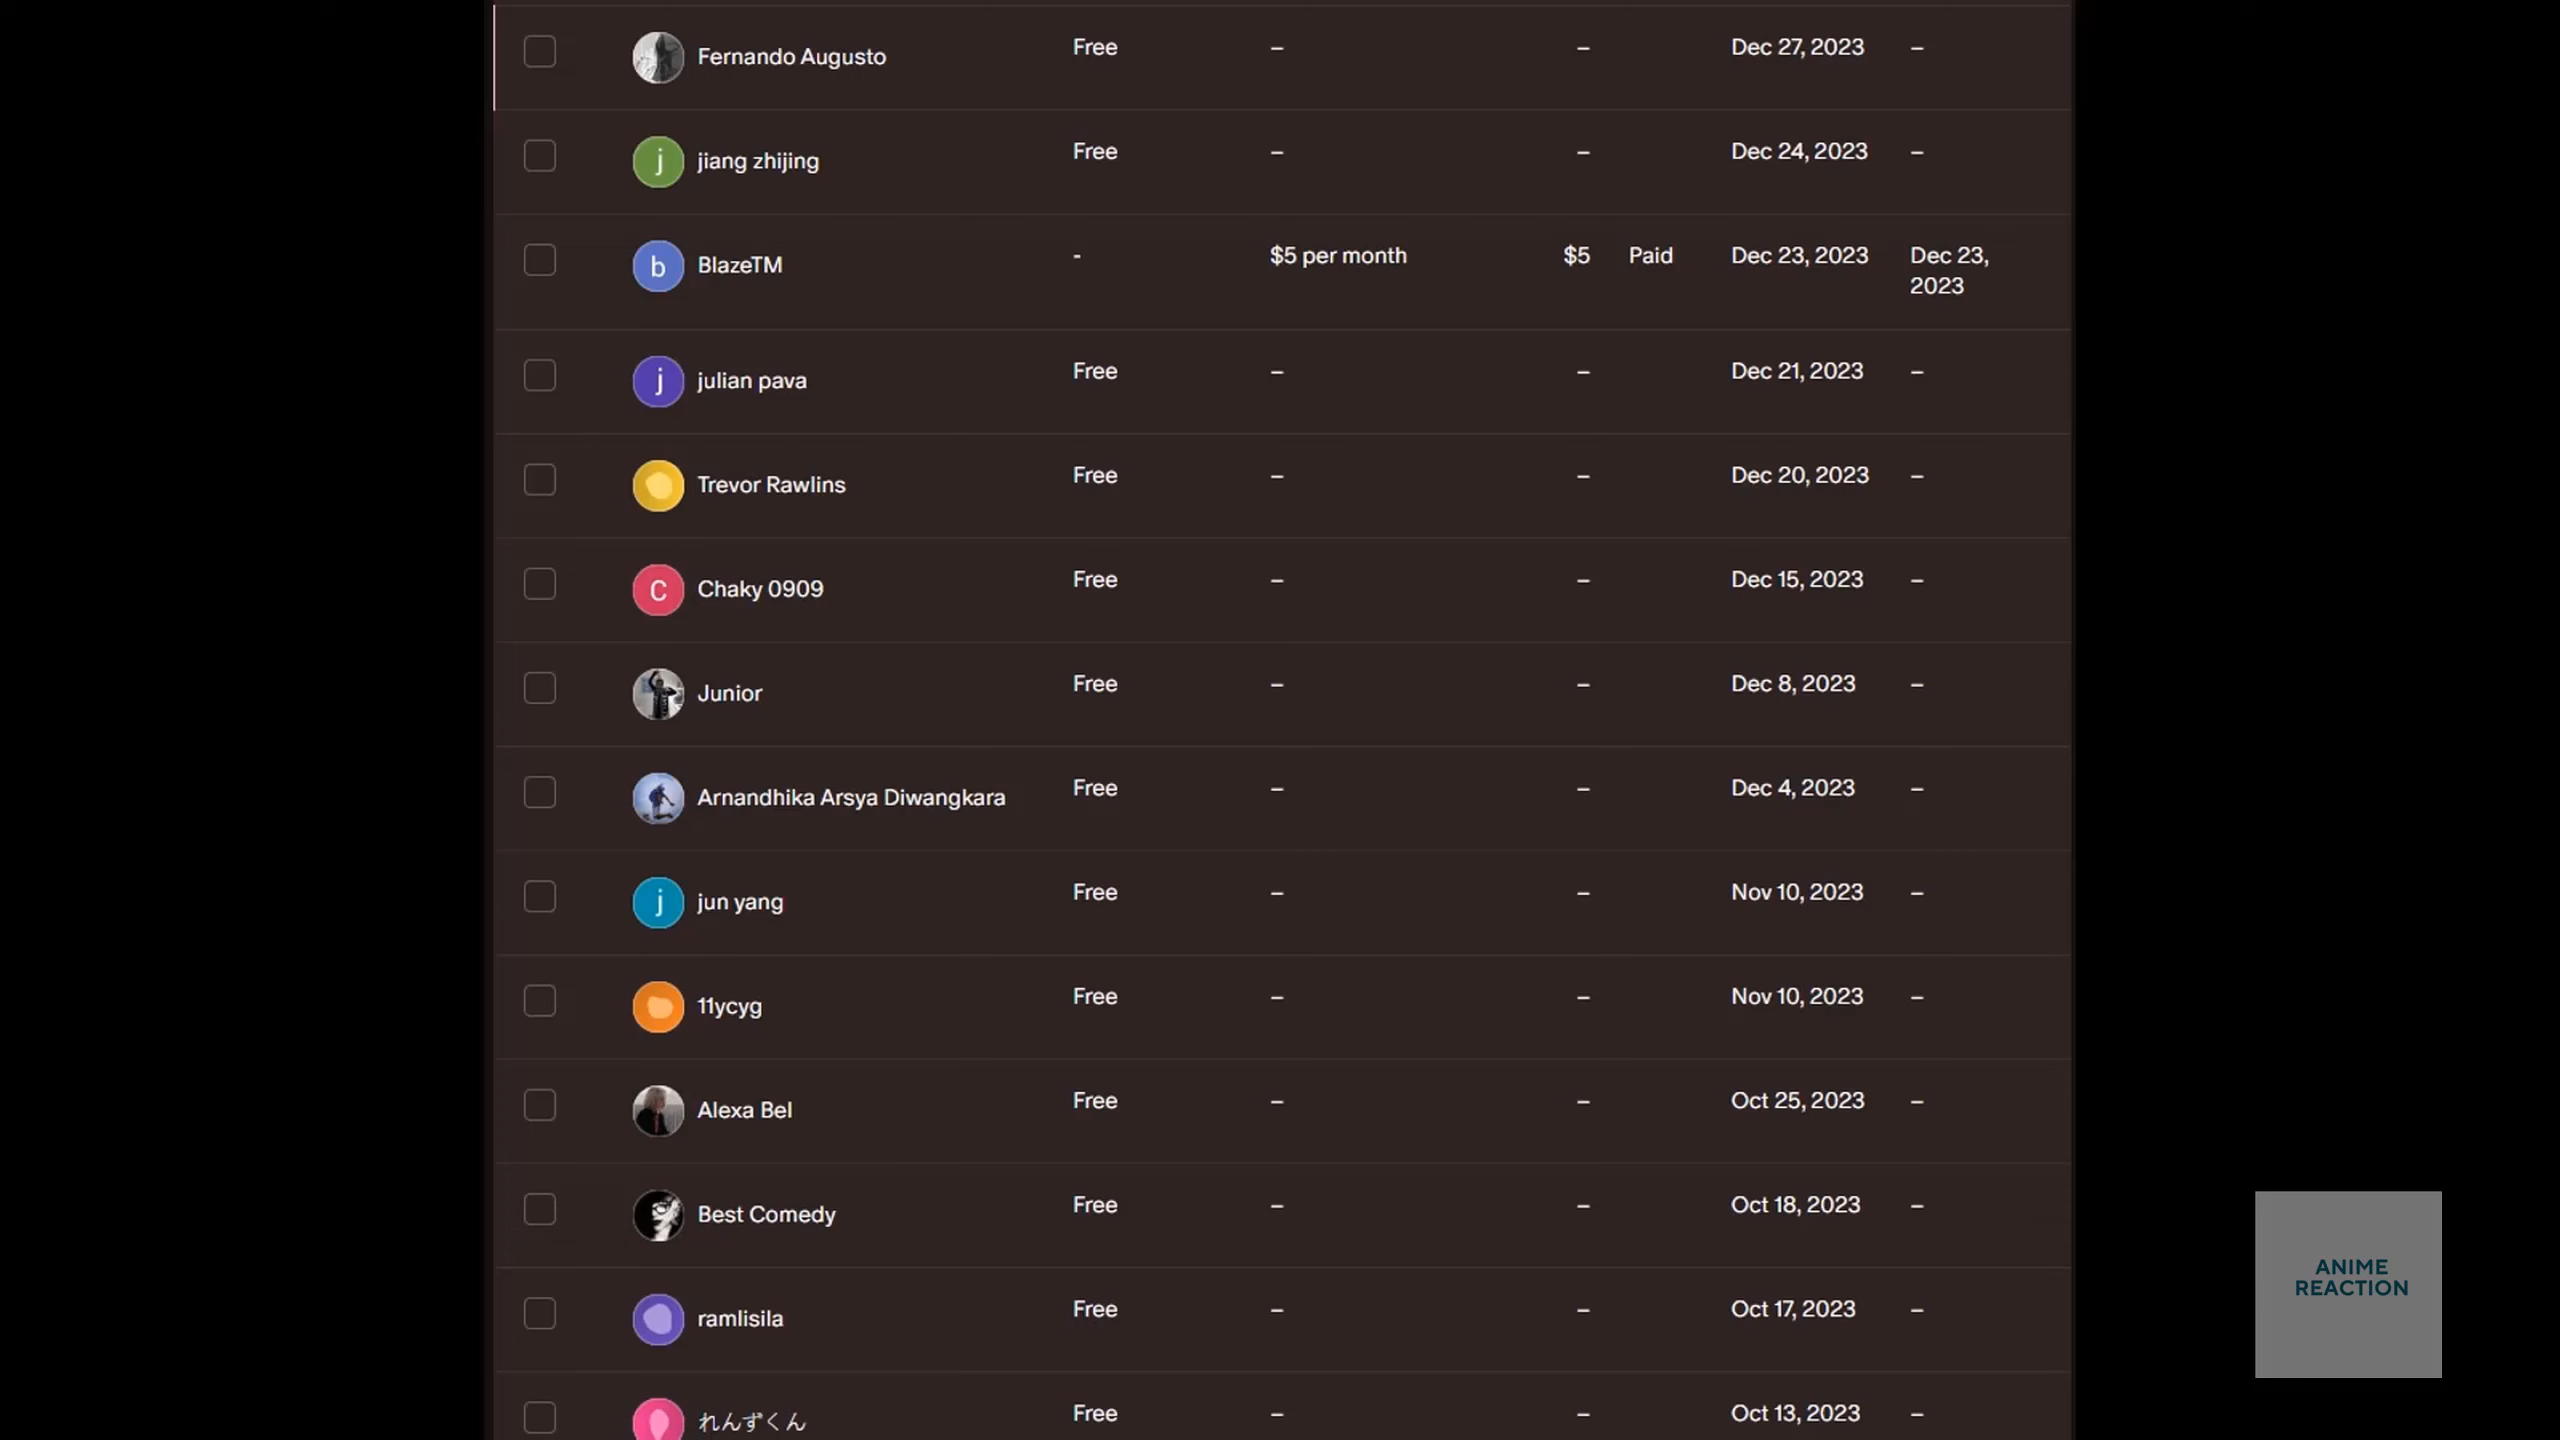 Fernando Augusto Free – – Dec 27, 2023 –
j jiang zhijing Free – – Dec 24, 2023 –
b BlazeTM - $5 per month $5 Paid Dec 23, 2023 Dec 23,
2023
j julian pava Free – – Dec 21, 2023 –
Trevor Rawlins Free – – Dec 20, 2023 –
C Chaky 0909 Free – – Dec 15, 2023 –
Junior Free – – Dec 8, 2023 –
Arnandhika Arsya Diwangkara Free – – Dec 4, 2023 –
j jun yang Free – – Nov 10, 2023 –
11ycyg Free – – Nov 10, 2023 –
Alexa Bel Free – – Oct 25, 2023 –
Best Comedy Free – – Oct 18, 2023 –
ramlisila Free – – Oct 17, 2023 –
れんずくん Free – – Oct 13, 2023 –
ANIME
REACTION